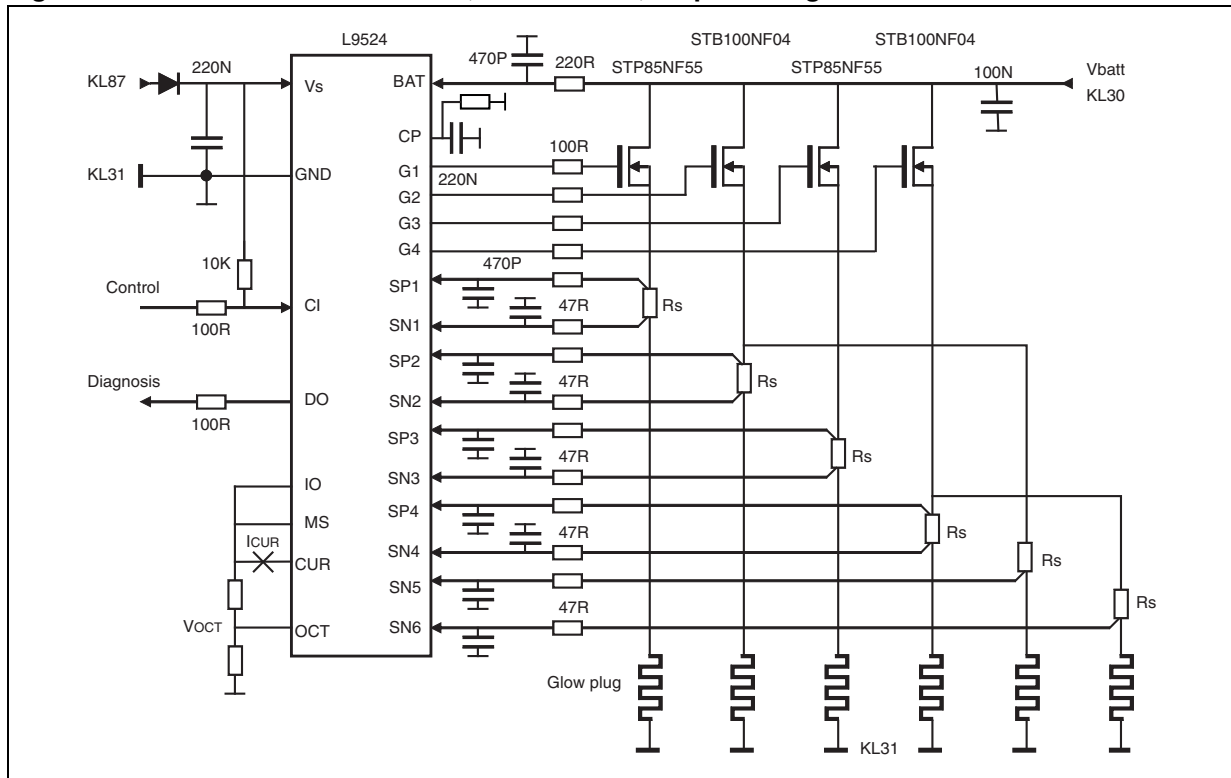 L9524
STB100NF04
STB100NF04
470P
220R
STP85NF55
STP85NF55
KL87
220N
Vs
BAT
100N
Vbatt
KL30
CP
100R
KL31
GND
G1
220N
G2
G3
G4
10K
470P
Control
SP1
CI
47R
Rs
100R
SN1
SP2
Diagnosis
47R
Rs
DO
SN2
100R
SP3
47R
Rs
IO
SN3
SP4
MS
ICUR
47R
Rs
CUR
SN4
Rs
SN5
47R
Rs
VOCT
OCT
SN6
Glow plug
KL31